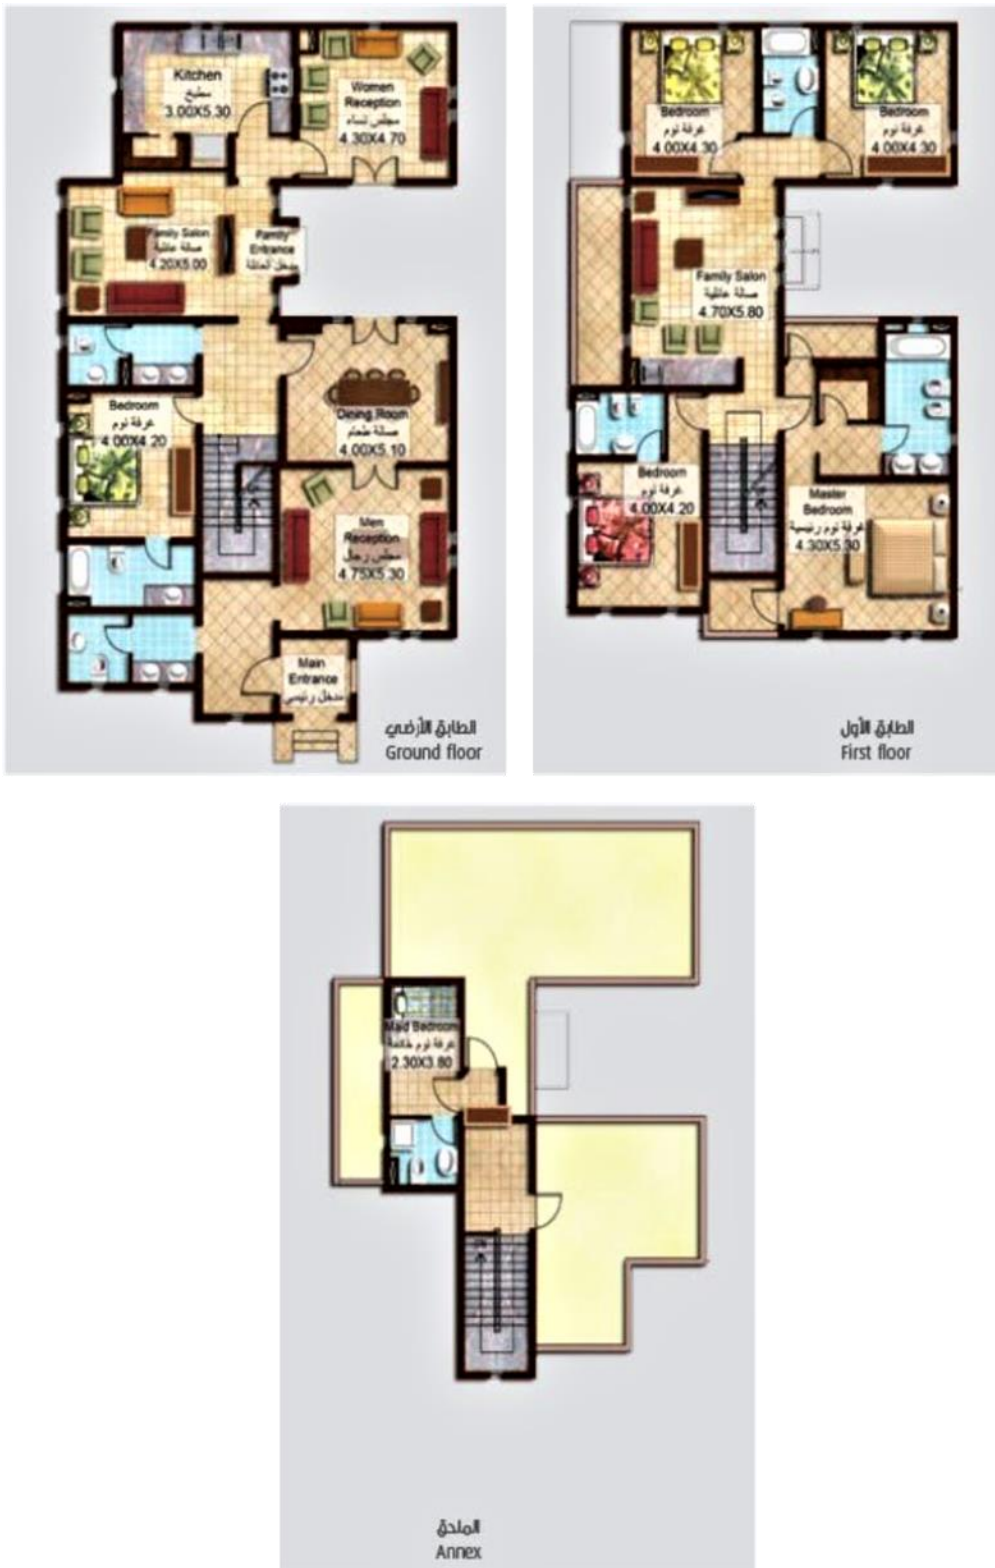 Kitchen
مطبخ
3.00X5.30
Women
Reception
مجلس نساء
4.30X4.70
Family Salon
صالة عائلية
4.20X5.00
Family
Entrance
مدخل العائلة
Bedroom
غرفة نوم
4.00X4.20
Dining Room
صالة طعام
4.00X5.10
Men
Reception
مجلس رجال
4.75X5.30
Main
Entrance
مدخل رئيسي
الطابق الأرضي
Ground floor
Bedroom
غرفة نوم
4.00X4.30
Bedroom
غرفة نوم
4.00X4.30
Family Salon
صالة عائلية
4.70X5.80
Bedroom
غرفة نوم
4.00X4.20
Master
Bedroom
غرفة نوم رئيسية
4.30X5.30
الطابق الأول
First floor
Maid Bedroom
غرفة نوم خادمة
2.30X3.80
الملحق
Annex